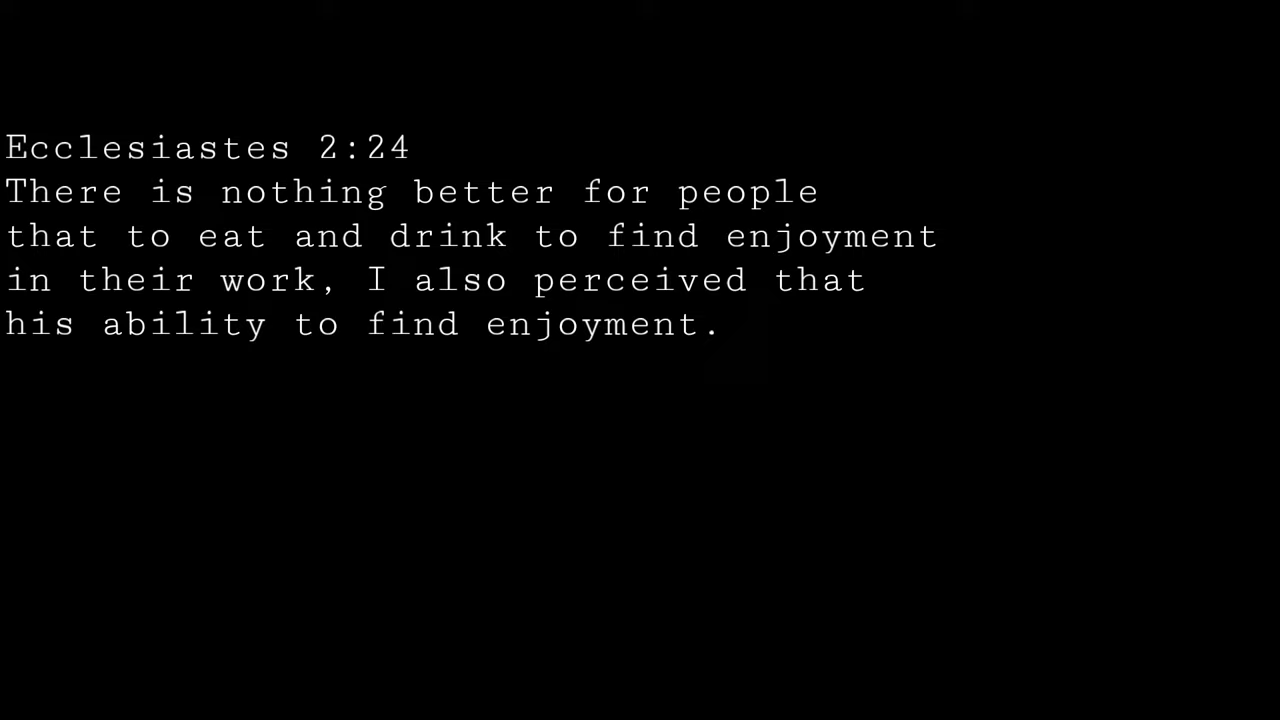 Ecclesiastes 2:24
There is nothing better for people
that to eat and drink to find enjoyment
in their work, I also perceived that
his ability to find enjoyment.